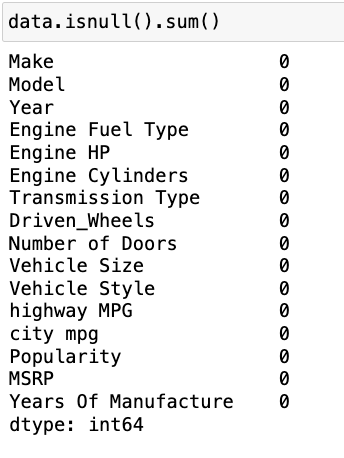 data.isnull().sum()
Make 0
Model 0
Year 0
Engine Fuel Type 0
Engine HP 0
Engine Cylinders 0
Transmission Type 0
Driven_Wheels 0
Number of Doors 0
Vehicle Size 0
Vehicle Style 0
highway MPG 0
city mpg 0
Popularity 0
MSRP 0
Years Of Manufacture 0
dtype: int64